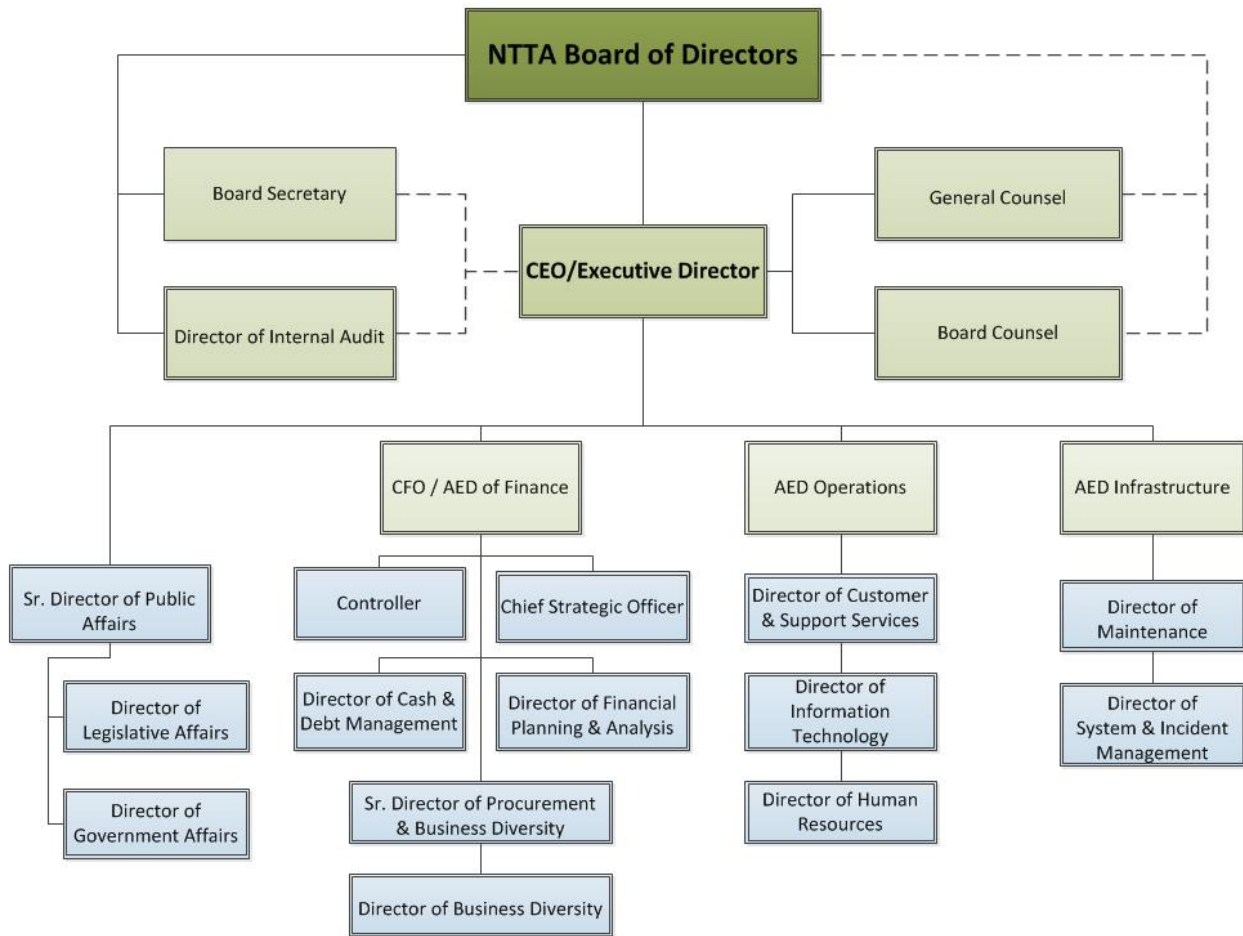 NTTA Board of Directors
Board Secretary
General Counsel
CEO/Executive Director
Director of Internal Audit
Board Counsel
CFO / AED of Finance
AED Operations
AED Infrastructure
Sr. Director of Public
Affairs
Controller
Chief Strategic Officer
Director of Customer
& Support Services
Director of
Maintenance
Director of
Legislative Affairs
Director of Cash &
Debt Management
Director of Financial
Planning & Analysis
Director of
Information
Technology
Director of
System & Incident
Management
Director of
Government Affairs
Sr. Director of Procurement
& Business Diversity
Director of Human
Resources
Director of Business Diversity